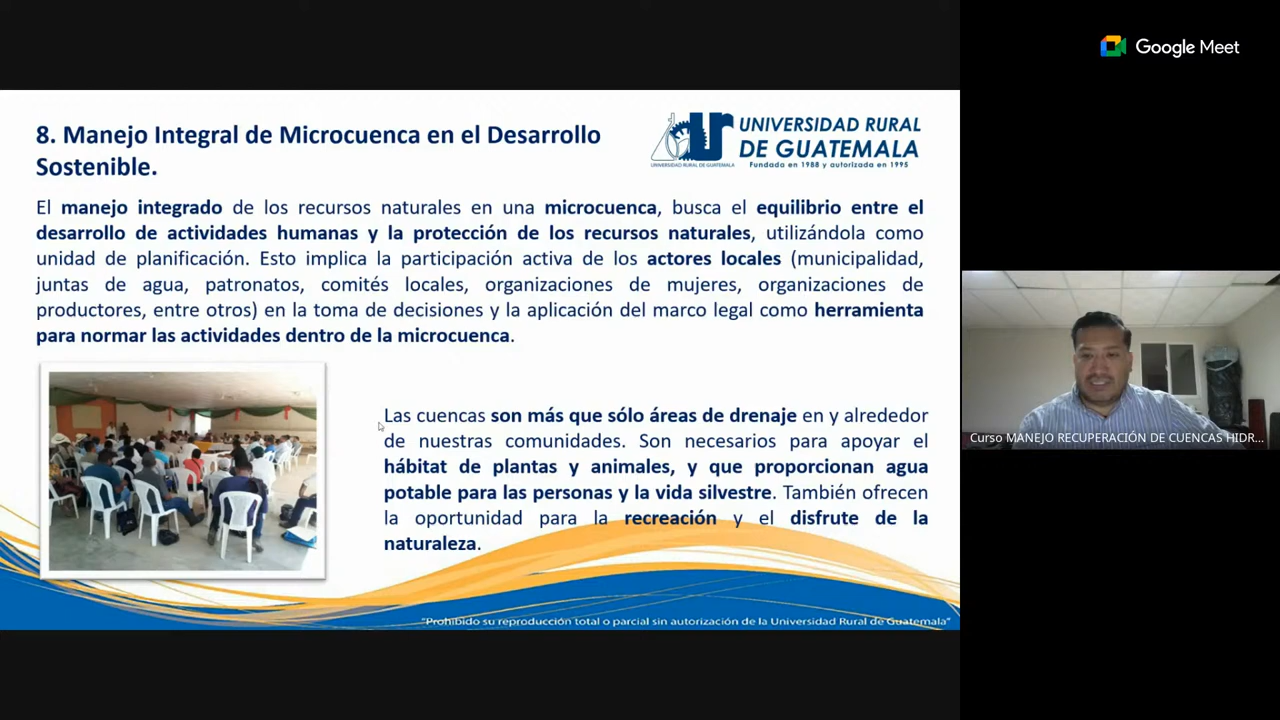 Google Meet
8. Manejo Integral de Microcuenca en el Desarrollo
Sostenible.
UNIVERSIDAD RURAL
DE GUATEMALA
Fundada en 1988 y autorizada en 1995
UNIVERSIDAD RURAL DE GUATEMALA
El manejo integrado de los recursos naturales en una microcuenca, busca el equilibrio entre el
desarrollo de actividades humanas y la protección de los recursos naturales, utilizándola como
unidad de planificación. Esto implica la participación activa de los actores locales (municipalidad,
juntas de agua, patronatos, comités locales, organizaciones de mujeres, organizaciones de
productores, entre otros) en la toma de decisiones y la aplicación del marco legal como herramienta
para normar las actividades dentro de la microcuenca.
Las cuencas son más que sólo áreas de drenaje en y alrededor
de nuestras comunidades. Son necesarios para apoyar el
hábitat de plantas y animales, y que proporcionan agua
potable para las personas y la vida silvestre. También ofrecen
la oportunidad para la recreación y el disfrute de la
naturaleza.
"Prohibido su reproducción total o parcial sin autorización de la Universidad Rural de Guatemala"
Curso MANEJO RECUPERACIÓN DE CUENCAS HIDR...